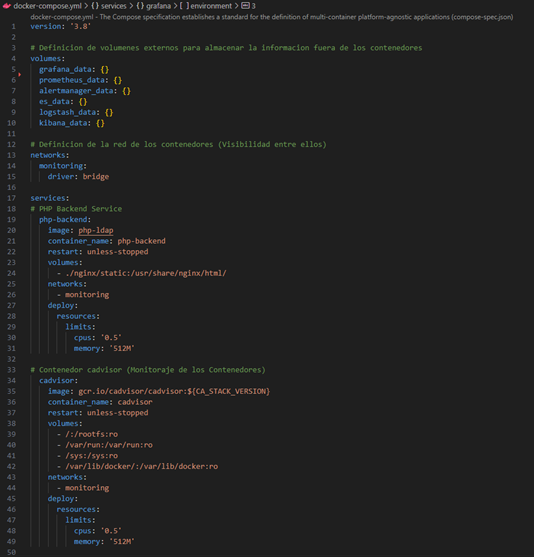 docker-compose.yml > {} services > {} grafana > [ ] environment > 3
docker-compose.yml - The Compose specification establishes a standard for the definition of multi-container platform-agnostic applications (compose-spec.json)
1 version: '3.8'
2
3 # Definicion de volumenes externos para almacenar la informacion fuera de los contenedores
4 volumes:
5   grafana_data: {}
6   prometheus_data: {}
7   alertmanager_data: {}
8   es_data: {}
9   logstash_data: {}
10   kibana_data: {}
11
12 # Definicion de la red de los contenedores (Visibilidad entre ellos)
13 networks:
14   monitoring:
15     driver: bridge
16
17 services:
18 # PHP Backend Service
19   php-backend:
20     image: php-ldap
21     container_name: php-backend
22     restart: unless-stopped
23     volumes:
24       - ./nginx/static:/usr/share/nginx/html/
25     networks:
26       - monitoring
27     deploy:
28       resources:
29         limits:
30           cpus: '0.5'
31           memory: '512M'
32
33 # Contenedor cadvisor (Monitoraje de los Contenedores)
34   cadvisor:
35     image: gcr.io/cadvisor/cadvisor:${CA_STACK_VERSION}
36     container_name: cadvisor
37     restart: unless-stopped
38     volumes:
39       - /:/rootfs:ro
40       - /var/run:/var/run:ro
41       - /sys:/sys:ro
42       - /var/lib/docker/:/var/lib/docker:ro
43     networks:
44       - monitoring
45     deploy:
46       resources:
47         limits:
48           cpus: '0.5'
49           memory: '512M'
50